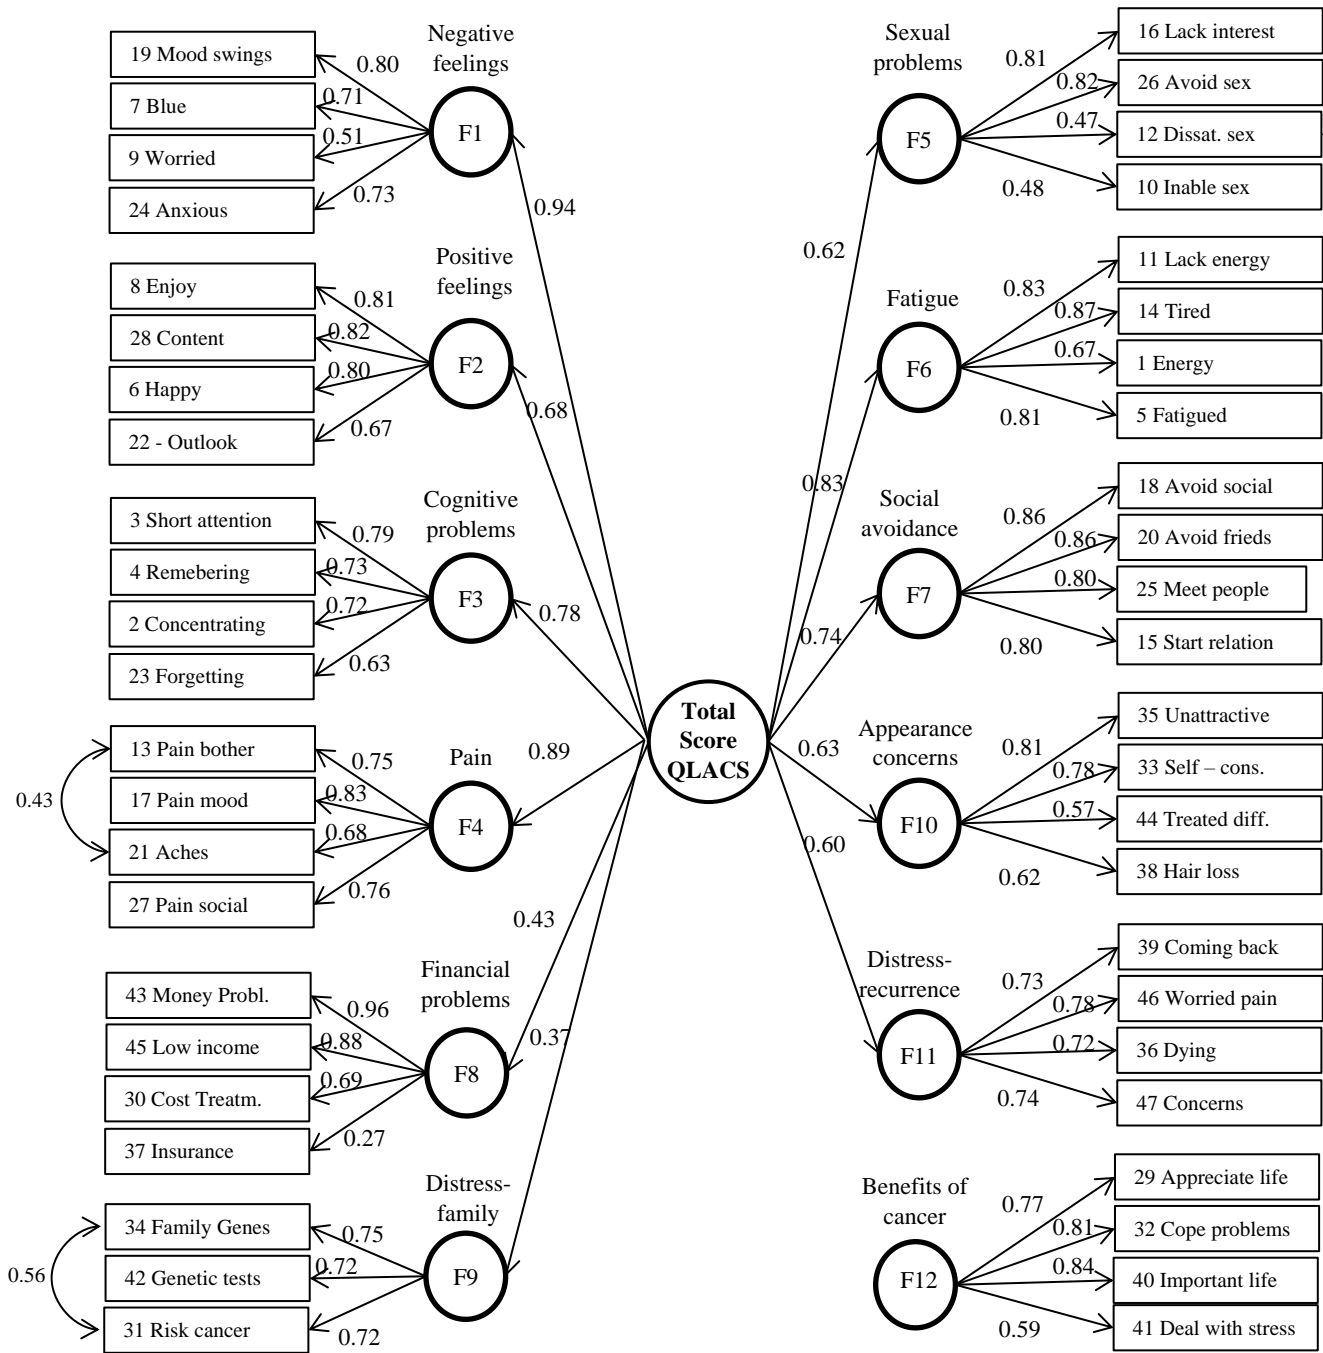 Negative
feelings
19 Mood swings
7 Blue
9 Worried
24 Anxious
0.80
0.71
0.51
0.73
F1
0.94
Positive
feelings
8 Enjoy
28 Content
6 Happy
22 - Outlook
0.81
0.82
0.80
0.67
F2
0.68
Cognitive
problems
3 Short attention
4 Remebering
2 Concentrating
23 Forgetting
0.79
0.73
0.72
0.63
F3
0.78
Pain
13 Pain bother
17 Pain mood
21 Aches
27 Pain social
0.43
0.75
0.83
0.68
0.76
F4
0.89
Financial
problems
43 Money Probl.
45 Low income
30 Cost Treatm.
37 Insurance
0.96
0.88
0.69
0.27
F8
0.43
Distress-
family
34 Family Genes
42 Genetic tests
31 Risk cancer
0.56
0.75
0.72
0.72
F9
0.37
Total
Score
QLACS
Sexual
problems
16 Lack interest
26 Avoid sex
12 Dissat. sex
10 Inable sex
0.81
0.82
0.47
0.48
F5
0.62
Fatigue
11 Lack energy
14 Tired
1 Energy
5 Fatigued
0.83
0.87
0.67
0.81
F6
0.83
Social
avoidance
18 Avoid social
20 Avoid frieds
25 Meet people
15 Start relation
0.86
0.86
0.80
0.80
F7
0.74
Appearance
concerns
35 Unattractive
33 Self – cons.
44 Treated diff.
38 Hair loss
0.81
0.78
0.57
0.62
F10
0.63
Distress-
recurrence
39 Coming back
46 Worried pain
36 Dying
47 Concerns
0.73
0.78
0.72
0.74
F11
0.60
Benefits of
cancer
29 Appreciate life
32 Cope problems
40 Important life
41 Deal with stress
0.77
0.81
0.84
0.59
F12